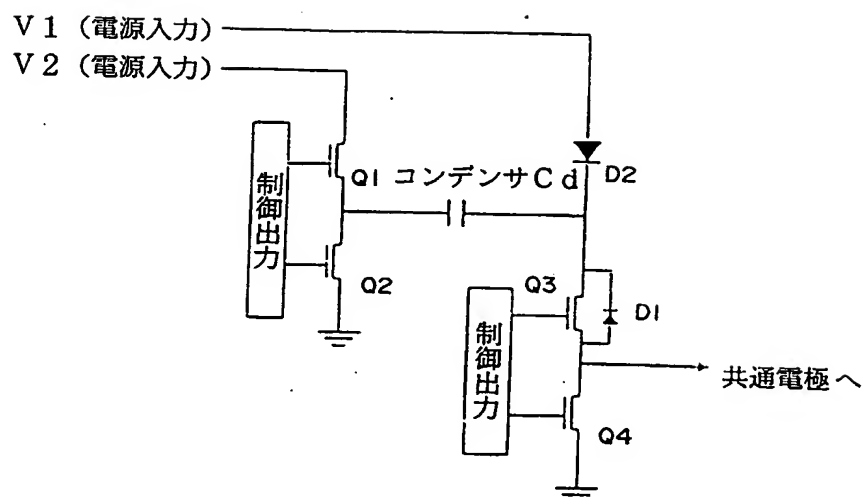 V1（電源入力）
V2（電源入力）
制御出力
Q1
コンデンサCd
D2
Q2
Q3
D1
制御出力
共通電極へ
Q4